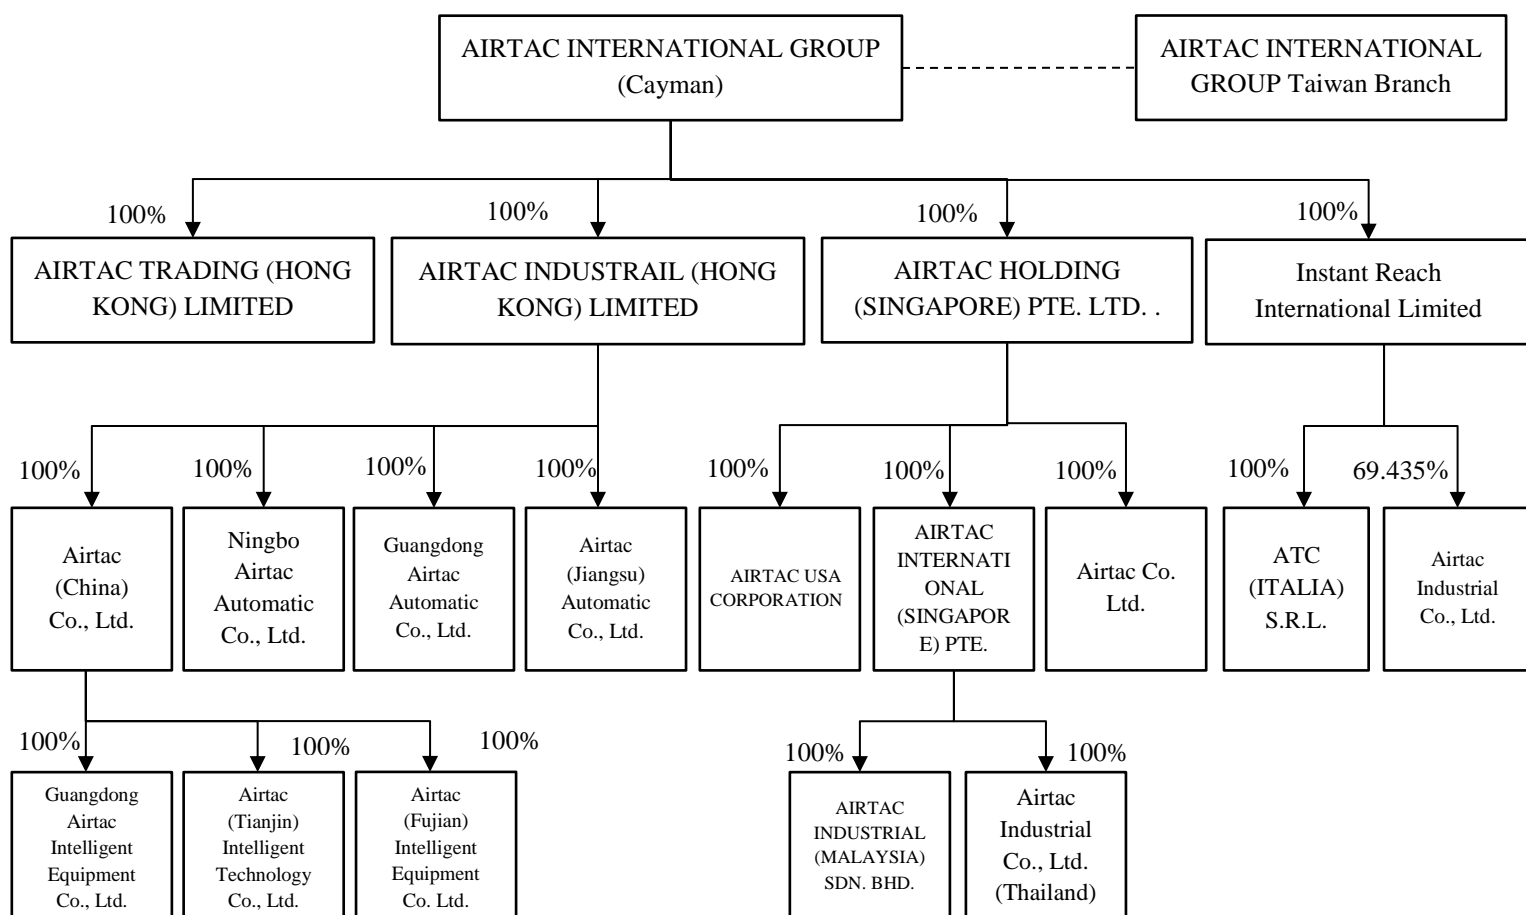 AIRTAC INTERNATIONAL GROUP
(Cayman)
AIRTAC INTERNATIONAL
GROUP Taiwan Branch
100%
100%
100%
100%
AIRTAC TRADING (HONG
KONG) LIMITED
AIRTAC INDUSTRAIL (HONG
KONG) LIMITED
AIRTAC HOLDING
(SINGAPORE) PTE. LTD. .
Instant Reach
International Limited
100%
100%
100%
100%
100%
100%
100%
100%
69.435%
Airtac
(China)
Co., Ltd.
Ningbo
Airtac
Automatic
Co., Ltd.
Guangdong
Airtac
Automatic
Co., Ltd.
Airtac
(Jiangsu)
Automatic
Co., Ltd.
AIRTAC USA
CORPORATION
AIRTAC
INTERNATI
ONAL
(SINGAPOR
E) PTE.
Airtac Co.
Ltd.
ATC
(ITALIA)
S.R.L.
Airtac
Industrial
Co., Ltd.
100%
100%
100%
100%
100%
Guangdong
Airtac
Intelligent
Equipment
Co., Ltd.
Airtac
(Tianjin)
Intelligent
Technology
Co., Ltd.
Airtac
(Fujian)
Intelligent
Equipment
Co. Ltd.
AIRTAC
INDUSTRIAL
(MALAYSIA)
SDN. BHD.
Airtac
Industrial
Co., Ltd.
(Thailand)